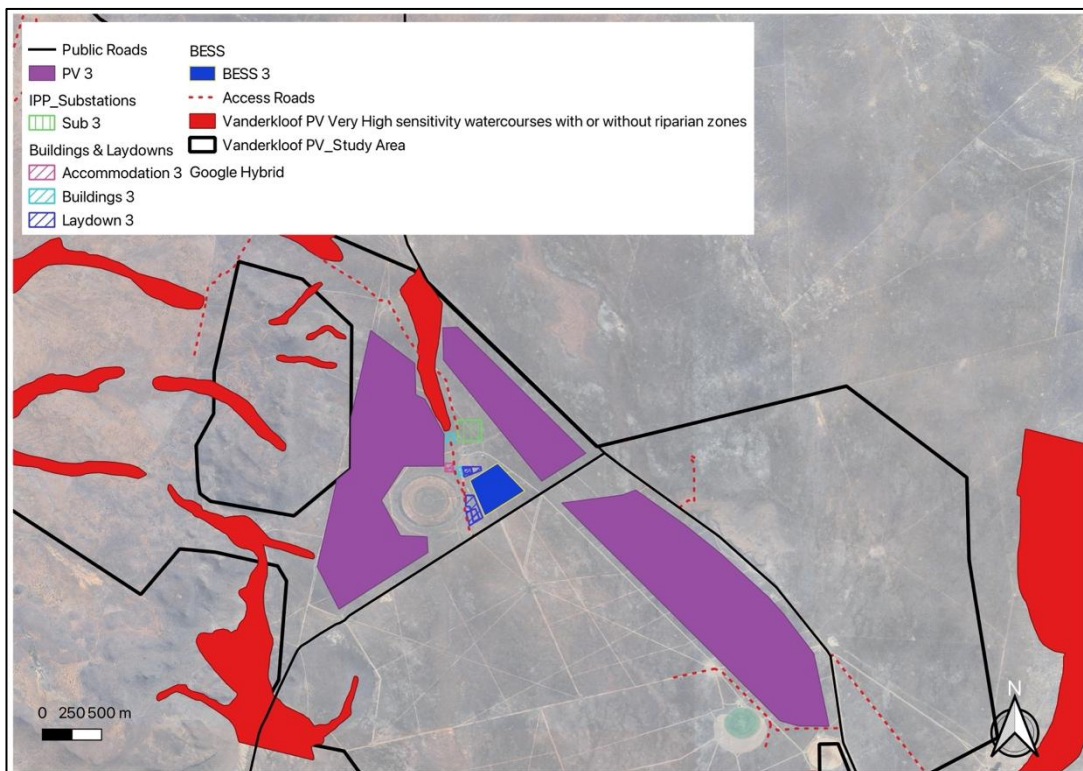 Public Roads
PV 3
IPP_Substations
Sub 3
Buildings & Laydowns
Accommodation 3
Buildings 3
Laydown 3
BESS
BESS 3
Access Roads
Vanderkloof PV Very High sensitivity watercourses with or without riparian zones
Vanderkloof PV_Study Area
Google Hybrid
0 250 500 m
N